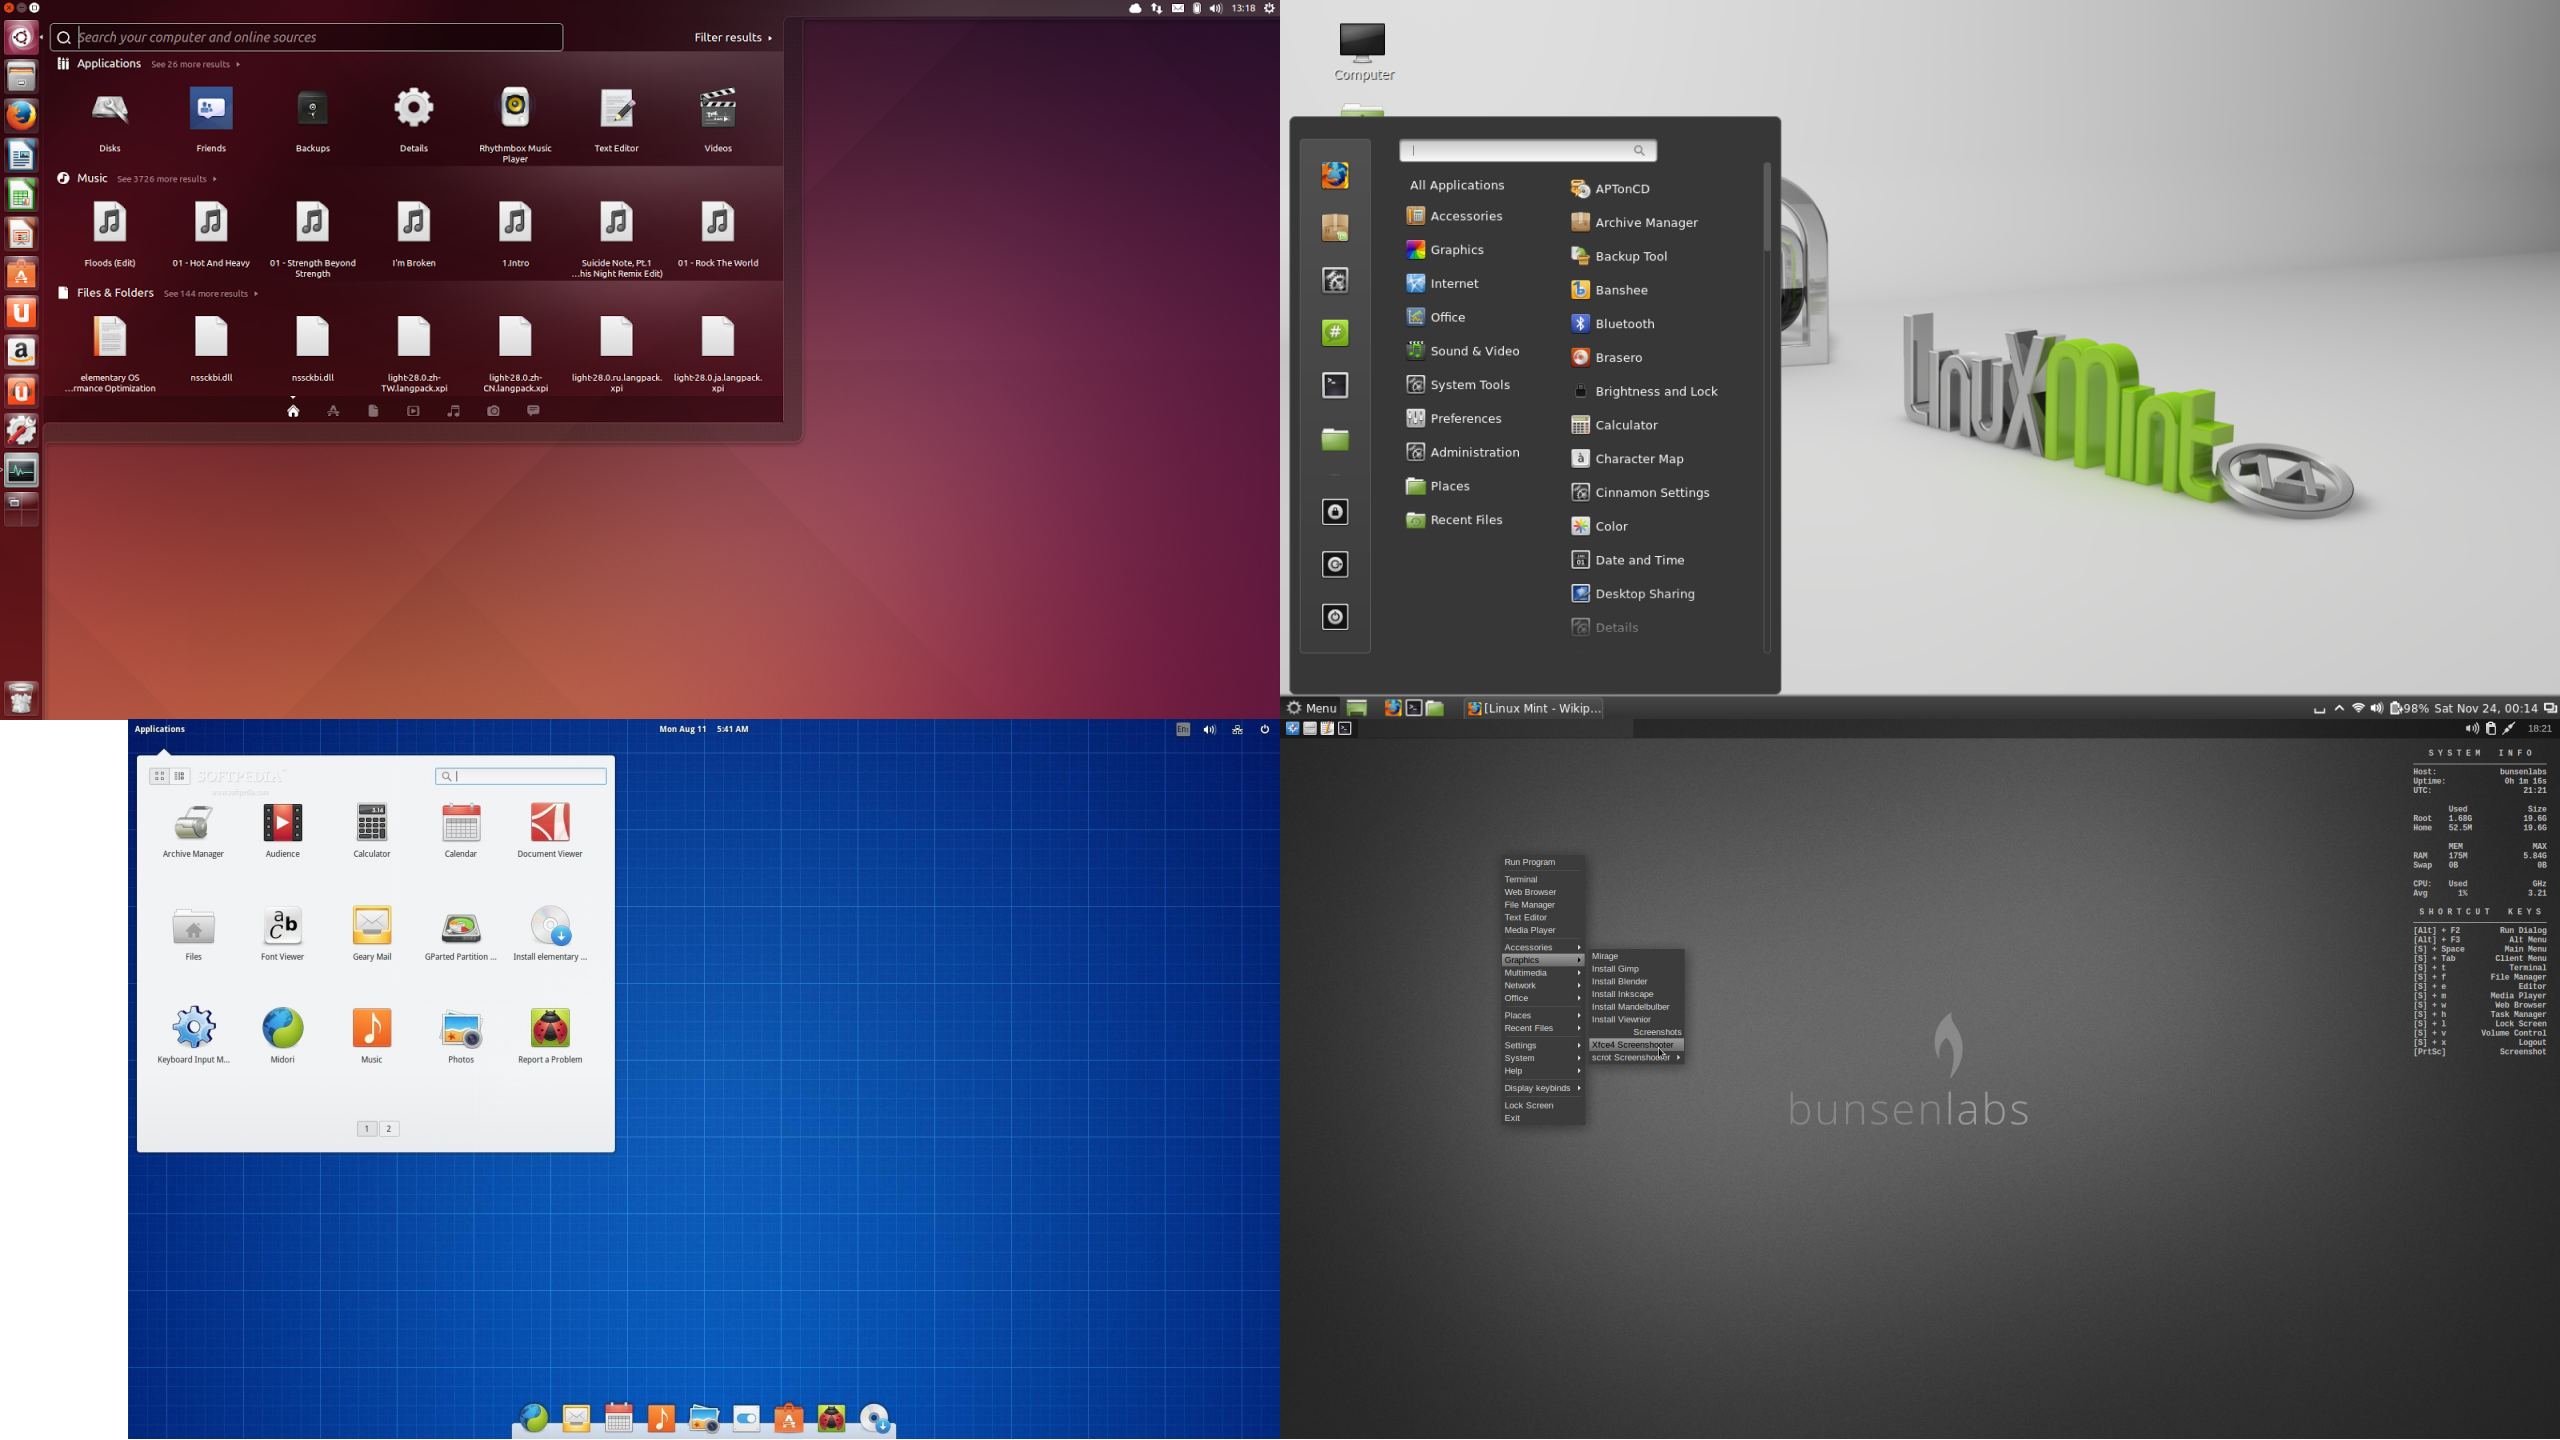 13:18
Search your computer and online sources
Filter results
Applications See 26 more results
Disks Friends Backups Details Rhythmbox Music Player Text Editor Videos
Music See 3726 more results
Floods (Edit) 01 - Hot And Heavy 01 - Strength Beyond Strength I'm Broken 1.Intro Suicide Note, Pt.1 ...his Night Remix Edit) 01 - Rock The World
Files & Folders See 144 more results
elementary OS ...rmance Optimization nssckbi.dll nssckbi.dll light-28.0.zh-TW.langpack.xpi light-28.0.zh-CN.langpack.xpi light-28.0.ru.langpack.xpi light-28.0.ja.langpack.xpi
Computer
All Applications
Accessories
Graphics
Internet
Office
Sound & Video
System Tools
Preferences
Administration
Places
Recent Files
APTonCD
Archive Manager
Backup Tool
Banshee
Bluetooth
Brasero
Brightness and Lock
Calculator
Character Map
Cinnamon Settings
Color
Date and Time
Desktop Sharing
Details
LinuxMint 14
Menu
[Linux Mint - Wikip...
98% Sat Nov 24, 00:14
Applications
Mon Aug 11 5:41 AM
En
SOFTPEDIA
www.softpedia.com
Archive Manager Audience Calculator Calendar Document Viewer
Files Font Viewer Geary Mail GParted Partition ... Install elementary ...
Keyboard Input M... Midori Music Photos Report a Problem
1 2
18:21
Run Program
Terminal
Web Browser
File Manager
Text Editor
Media Player
Accessories
Graphics
Multimedia
Network
Office
Places
Recent Files
Settings
System
Help
Display keybinds
Lock Screen
Exit
Mirage
Install Gimp
Install Blender
Install Inkscape
Install Mandelbulber
Install Viewnior
Screenshots
Xfce4 Screenshooter
scrot Screenshooter
bunsenlabs
SYSTEM INFO
Host: bunsenlabs
Uptime: 0h 1m 16s
UTC: 21:21
Used Size
Root 1.68G 19.6G
Home 52.5M 19.6G
MEM MAX
RAM 175M 5.84G
Swap 0B 0B
CPU: Used GHz
Avg 1% 3.21
SHORTCUT KEYS
[Alt] + F2 Run Dialog
[Alt] + F3 Alt Menu
[S] + Space Main Menu
[S] + Tab Client Menu
[S] + t Terminal
[S] + f File Manager
[S] + e Editor
[S] + m Media Player
[S] + w Web Browser
[S] + h Task Manager
[S] + l Lock Screen
[S] + v Volume Control
[S] + x Logout
[PrtSc] Screenshot